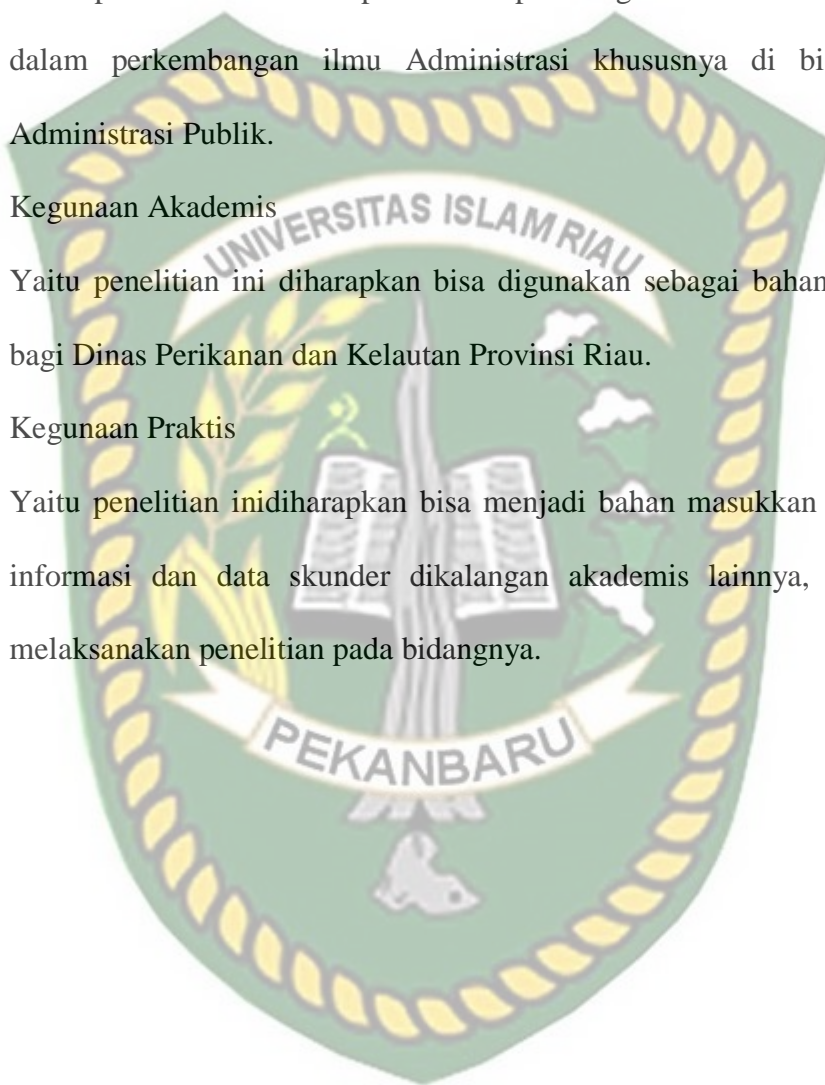 dalam perkembangan ilmu Administrasi khususnya di bi
Administrasi Publik.
Kegunaan Akademis
UNIVERSITAS ISLAM RIAU
Yaitu penelitian ini diharapkan bisa digunakan sebagai bahan
bagi Dinas Perikanan dan Kelautan Provinsi Riau.
Kegunaan Praktis
Yaitu penelitian inidiharapkan bisa menjadi bahan masukkan
informasi dan data skunder dikalangan akademis lainnya,
melaksanakan penelitian pada bidangnya.
PEKANBARU